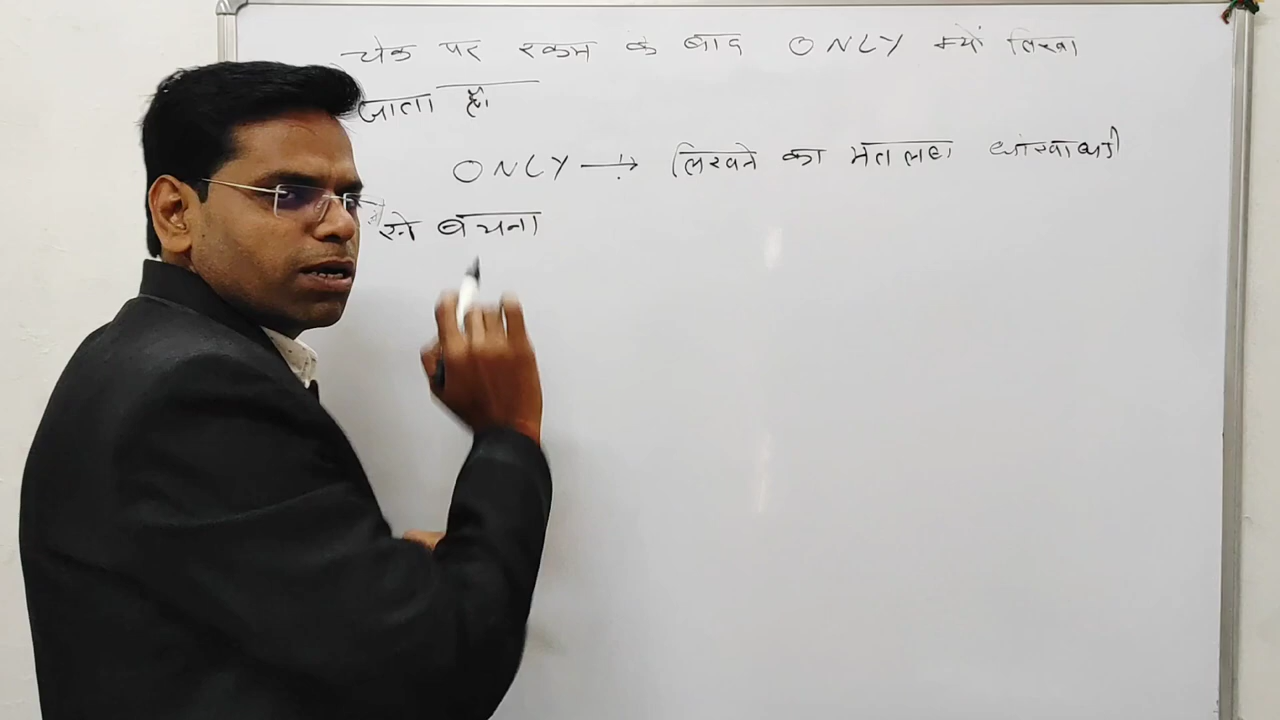 चेक पर रकम के बाद ONLY क्यों लिखा
जाता है।
ONLY → लिखने का मतलब धोखाधड़ी
से बचना